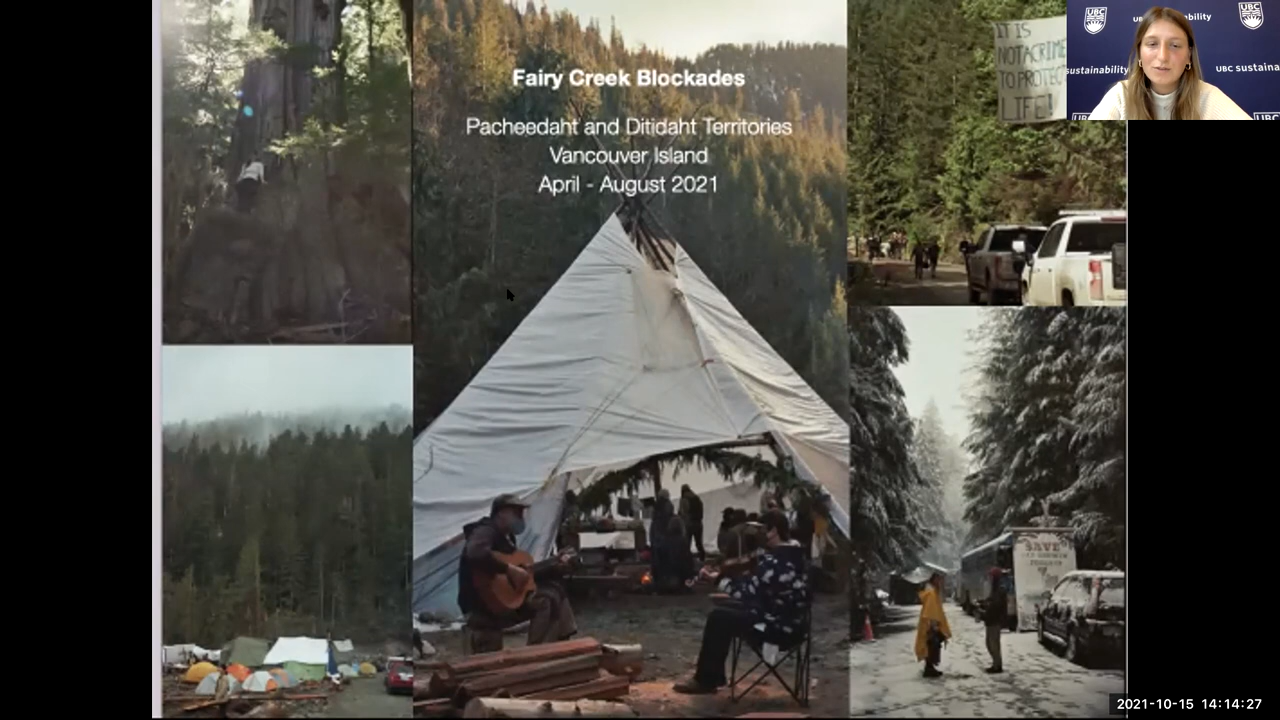 Fairy Creek Blockades
Pacheedaht and Ditidaht Territories
Vancouver Island
April - August 2021
IT IS
NOT A CRIME
TO PROTECT
LIFE!
UBC
UBC
sustainability
UBC sustaina
SAVE
2021-10-15 14:14:27